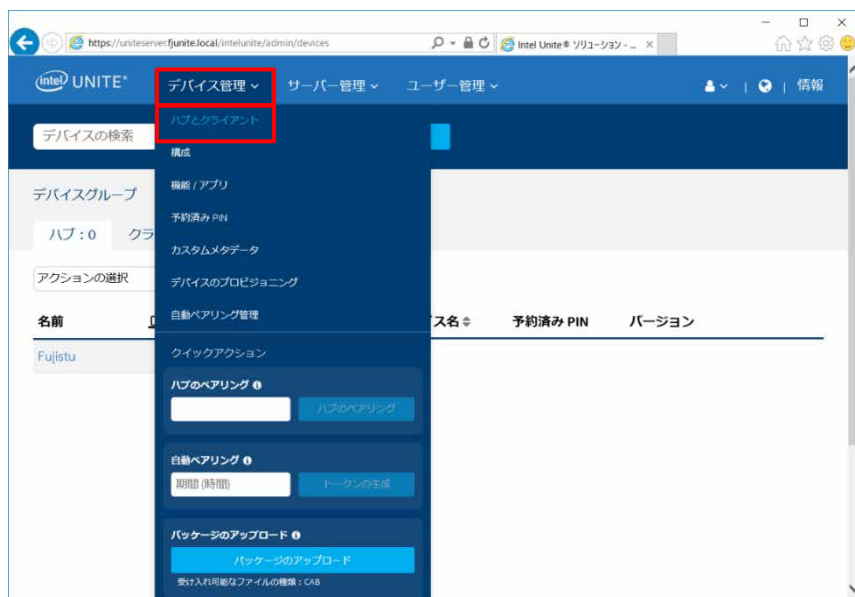 https://uniteserver.fjunite.local/intelunite/admin/devices
Intel Unite® ソリューション - ...
intel UNITE®
デバイス管理
サーバー管理
ユーザー管理
情報
デバイスの検索
ハブとクライアント
構成
デバイスグループ
機能 / アプリ
予約済み PIN
ハブ : 0
クラ
カスタムメタデータ
アクションの選択
デバイスのプロビジョニング
自動ペアリング管理
名前
ス名
予約済み PIN
バージョン
Fujistu
クイックアクション
ハブのペアリング
ハブのペアリング
自動ペアリング
期間 (時間)
トークンの生成
パッケージのアップロード
パッケージのアップロード
受け入れ可能なファイルの種類 : CAB